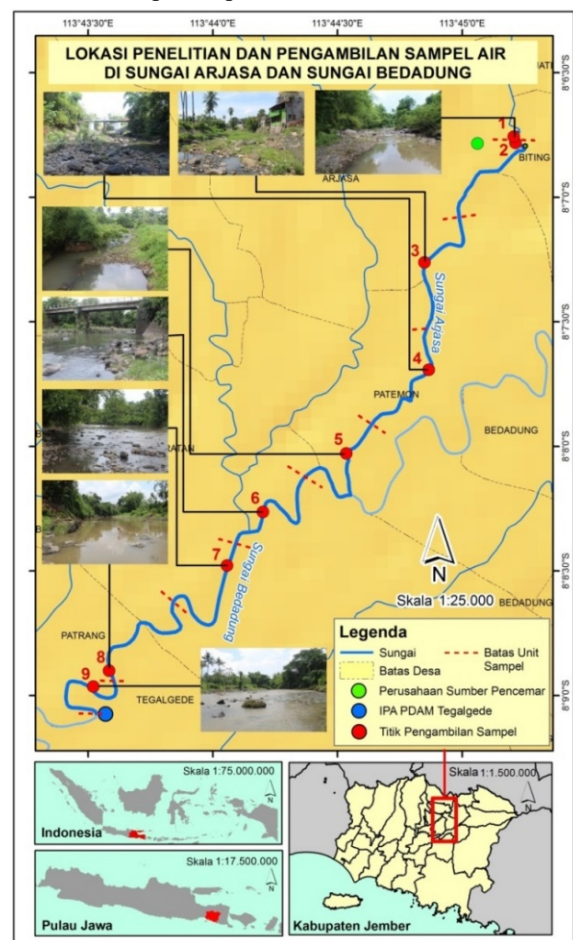 113°43'30"E 113°44'0"E 113°44'30"E 113°45'0"E
LOKASI PENELITIAN DAN PENGAMBILAN SAMPEL AIR
DI SUNGAI ARJASA DAN SUNGAI BEDADUNG
8°6'30"S
1
2
BITING
ARJASA
8°7'0"S
3
Sungai Agasa
8°7'30"S
4
PATEMON
BEDADUNG
5
8°8'0"S
6
7
Sungai Bedadung
N
8°8'30"S
Skala 1:25.000
BEDADUNG
PATRANG
8
9
TEGALGEDE
8°9'0"S
Legenda
Sungai
Batas Unit
Sampel
Batas Desa
Perusahaan Sumber Pencemar
IPA PDAM Tegalgede
Titik Pengambilan Sampel
Skala 1:75.000.000
N
Indonesia
Skala 1:17.500.000
N
Pulau Jawa
Skala 1:1.500.000
N
Kabupaten Jember